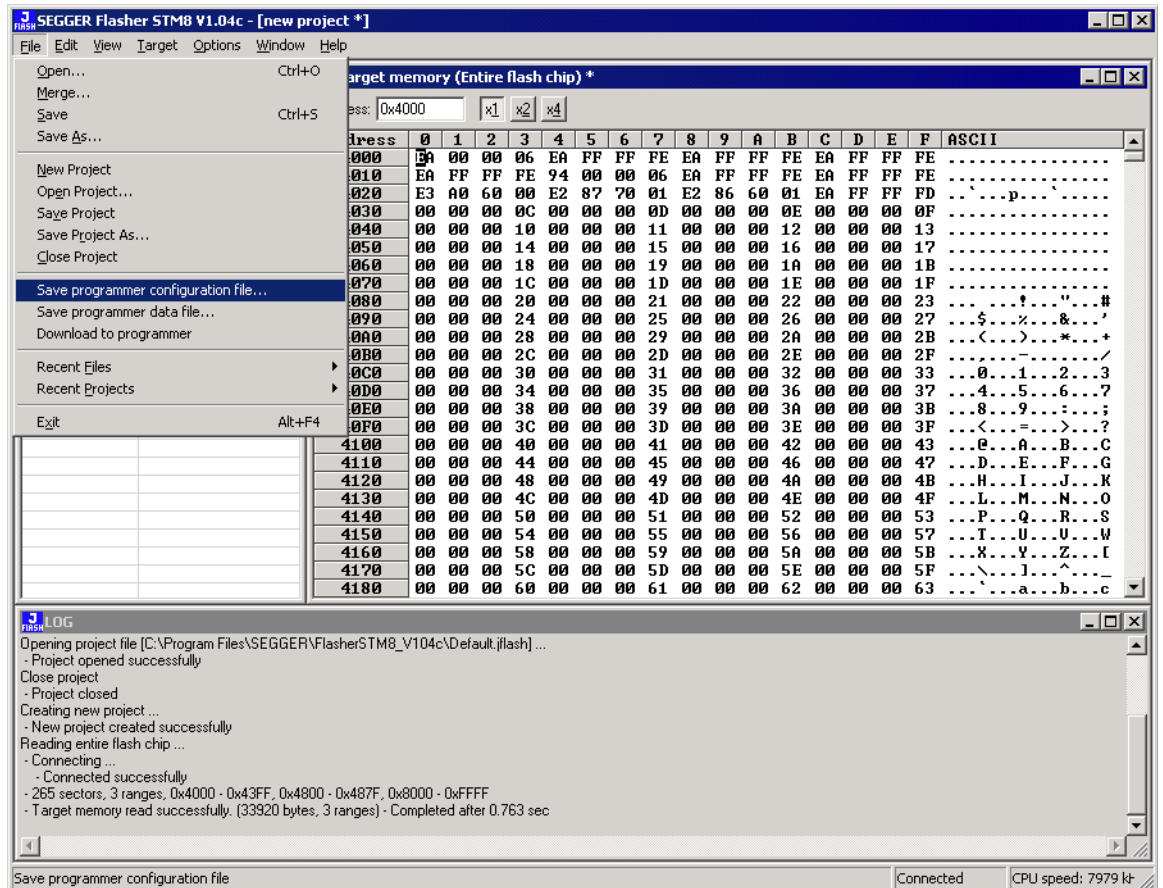 SEGGER Flasher STM8 V1.04c - [new project *]
File Edit View Target Options Window Help
Open... Ctrl+O
Merge...
Save Ctrl+S
Save As...
New Project
Open Project...
Save Project
Save Project As...
Close Project
Save programmer configuration file...
Save programmer data file...
Download to programmer
Recent Files
Recent Projects
Exit Alt+F4
arget memory (Entire flash chip) *
ess: 0x4000 x1 x2 x4
dress 0 1 2 3 4 5 6 7 8 9 A B C D E F ASCII
000 EA 00 00 06 EA FF FF FE EA FF FF FE EA FF FF FE ................
010 EA FF FF FE 94 00 00 06 EA FF FF FE EA FF FF FE ................
020 E3 A0 60 00 E2 87 70 01 E2 86 60 01 EA FF FF FD ..`...p...`.....
030 00 00 00 0C 00 00 00 0D 00 00 00 0E 00 00 00 0F ................
040 00 00 00 10 00 00 00 11 00 00 00 12 00 00 00 13 ................
050 00 00 00 14 00 00 00 15 00 00 00 16 00 00 00 17 ................
060 00 00 00 18 00 00 00 19 00 00 00 1A 00 00 00 1B ................
070 00 00 00 1C 00 00 00 1D 00 00 00 1E 00 00 00 1F ................
080 00 00 00 20 00 00 00 21 00 00 00 22 00 00 00 23 ... ...!..."...#
090 00 00 00 24 00 00 00 25 00 00 00 26 00 00 00 27 ...$...%...&...'
0A0 00 00 00 28 00 00 00 29 00 00 00 2A 00 00 00 2B ...(...)...*...+
0B0 00 00 00 2C 00 00 00 2D 00 00 00 2E 00 00 00 2F ...,...-......./
0C0 00 00 00 30 00 00 00 31 00 00 00 32 00 00 00 33 ...0...1...2...3
0D0 00 00 00 34 00 00 00 35 00 00 00 36 00 00 00 37 ...4...5...6...7
0E0 00 00 00 38 00 00 00 39 00 00 00 3A 00 00 00 3B ...8...9...:...;
0F0 00 00 00 3C 00 00 00 3D 00 00 00 3E 00 00 00 3F ...<...=...>...?
4100 00 00 00 40 00 00 00 41 00 00 00 42 00 00 00 43 ...@...A...B...C
4110 00 00 00 44 00 00 00 45 00 00 00 46 00 00 00 47 ...D...E...F...G
4120 00 00 00 48 00 00 00 49 00 00 00 4A 00 00 00 4B ...H...I...J...K
4130 00 00 00 4C 00 00 00 4D 00 00 00 4E 00 00 00 4F ...L...M...N...O
4140 00 00 00 50 00 00 00 51 00 00 00 52 00 00 00 53 ...P...Q...R...S
4150 00 00 00 54 00 00 00 55 00 00 00 56 00 00 00 57 ...T...U...V...W
4160 00 00 00 58 00 00 00 59 00 00 00 5A 00 00 00 5B ...X...Y...Z...[
4170 00 00 00 5C 00 00 00 5D 00 00 00 5E 00 00 00 5F ...\...]...^..._
4180 00 00 00 60 00 00 00 61 00 00 00 62 00 00 00 63 ...`...a...b...c
LOG
Opening project file [C:\Program Files\SEGGER\FlasherSTM8_V104c\Default.jflash] ...
- Project opened successfully
Close project
- Project closed
Creating new project ...
- New project created successfully
Reading entire flash chip ...
- Connecting ...
- Connected successfully
- 265 sectors, 3 ranges, 0x4000 - 0x43FF, 0x4800 - 0x487F, 0x8000 - 0xFFFF
- Target memory read successfully. (33920 bytes, 3 ranges) - Completed after 0.763 sec
Save programmer configuration file Connected CPU speed: 7979 kH